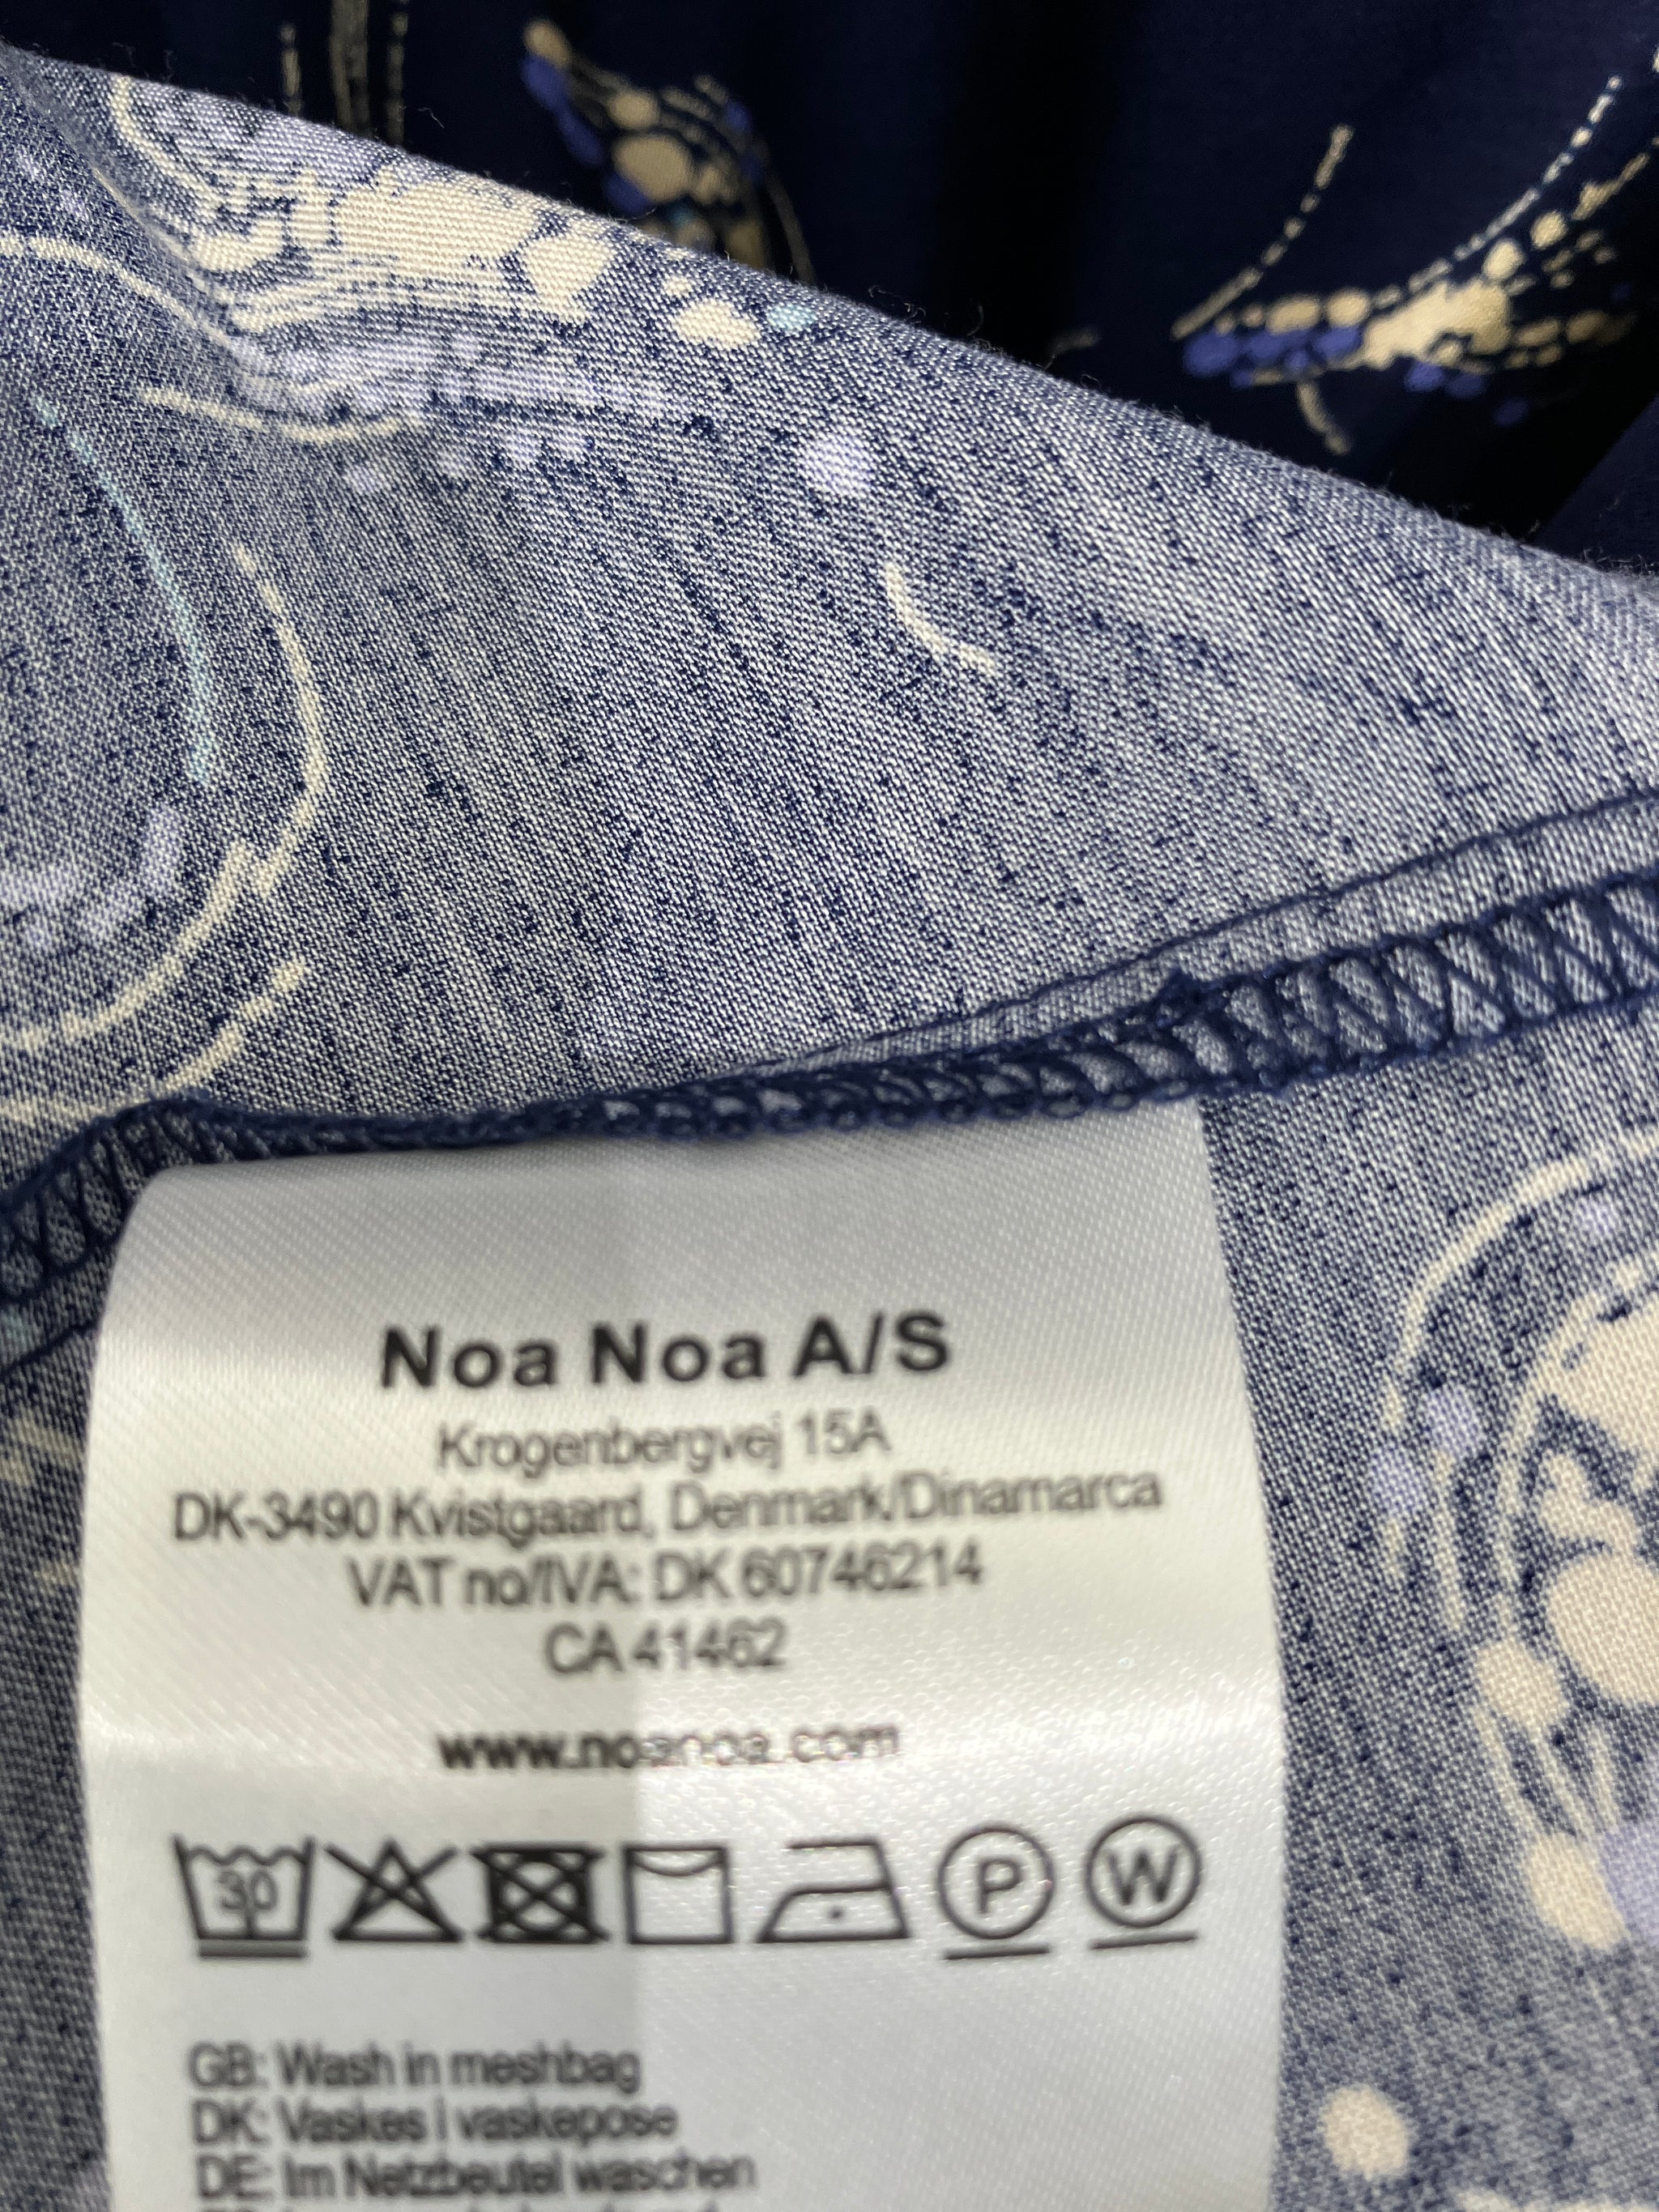 Noa Noa A/S
Krogenbergvej 15A
DK-3490 Kvistgaard, Denmark/Dinamarca
VAT no/IVA: DK 60746214
CA 41462
www.noanoa.com
30
P W
GB: Wash in meshbag
DK: Vaskes i vaskepose
DE: Im Netzbeutel waschen